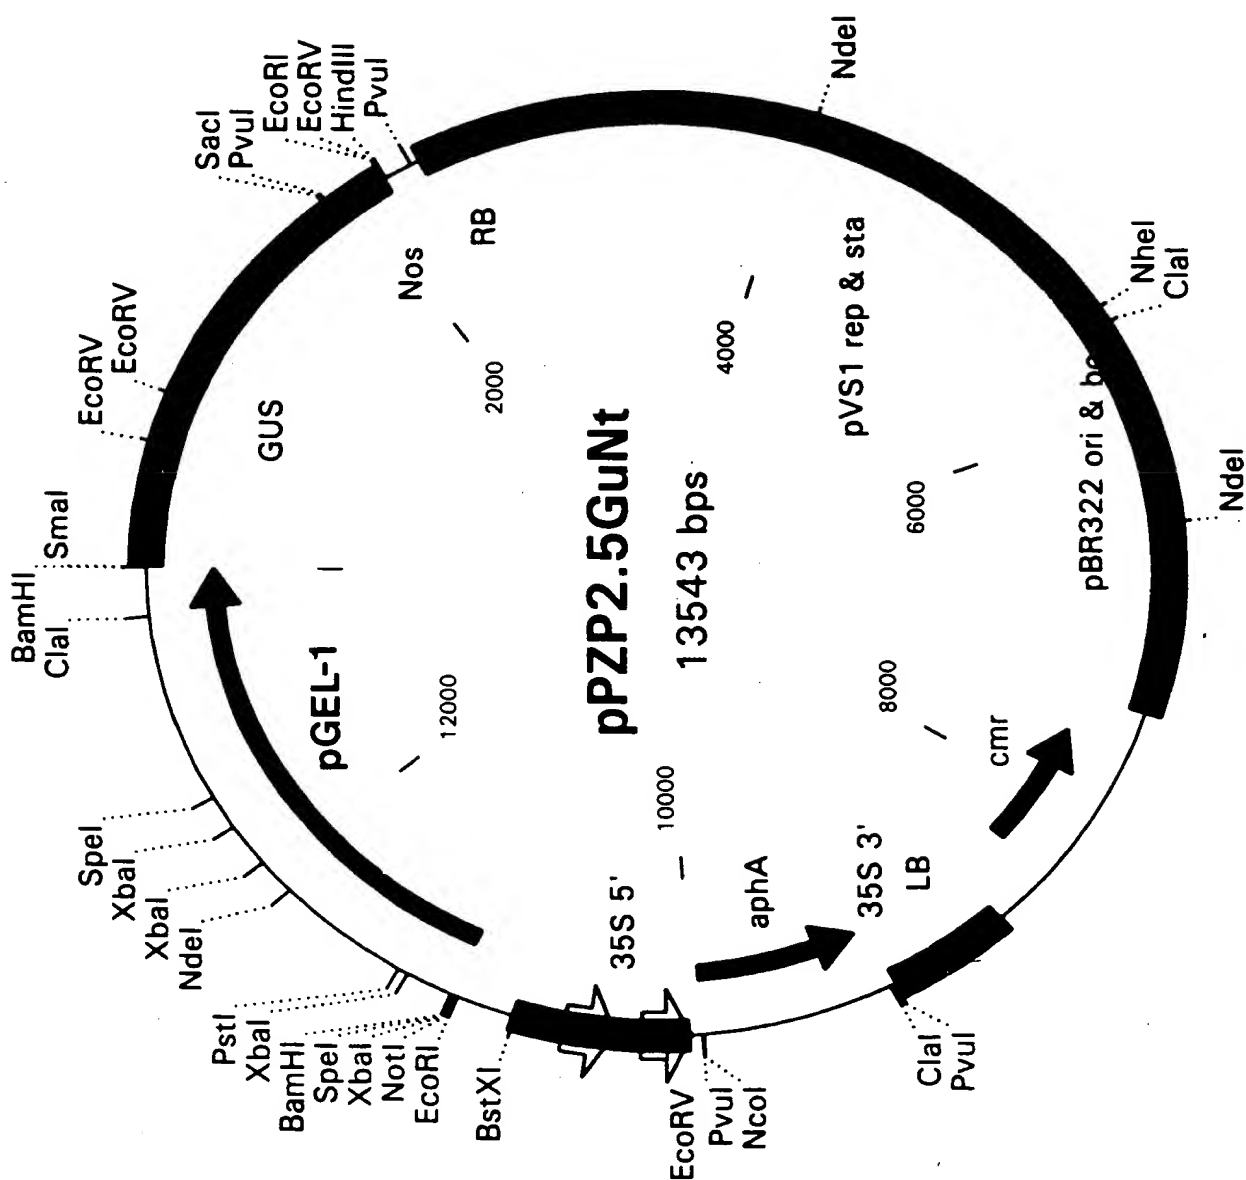 pPZP2.5GuNt
13543 bps
BamHI
ClaI
SmaI
EcoRV
EcoRV
SacI
PvuI
EcoRI
EcoRV
HindIII
PvuI
NdeI
NheI
ClaI
NdeI
ClaI
PvuI
EcoRV
PvuI
NcoI
BstXI
PstI
XbaI
BamHI
SpeI
XbaI
NotI
EcoRI
SpeI
XbaI
XbaI
NdeI
GUS
Nos
RB
pVS1 rep & sta
pBR322 ori & bo
cmr
LB
35S 3'
aphA
35S 5'
pGEL-1
2000
4000
6000
8000
10000
12000